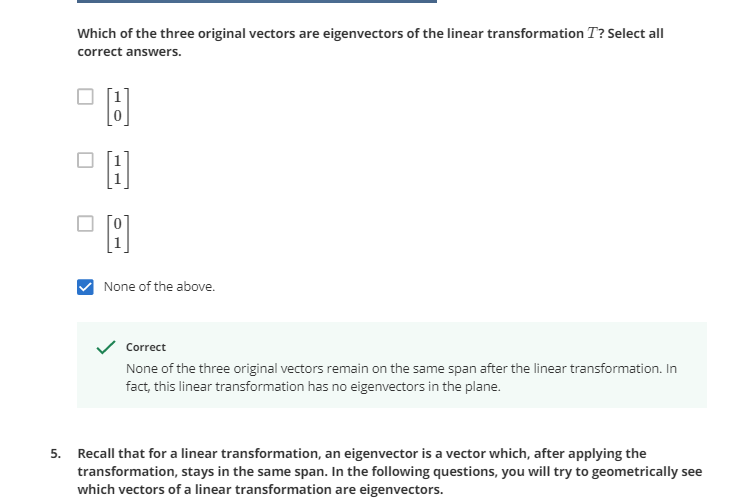 Which of the three original vectors are eigenvectors of the linear transformation T? Select all
correct answers.
[1
0]
[1
1]
[0
1]
None of the above.
Correct
None of the three original vectors remain on the same span after the linear transformation. In
fact, this linear transformation has no eigenvectors in the plane.
5. Recall that for a linear transformation, an eigenvector is a vector which, after applying the
transformation, stays in the same span. In the following questions, you will try to geometrically see
which vectors of a linear transformation are eigenvectors.